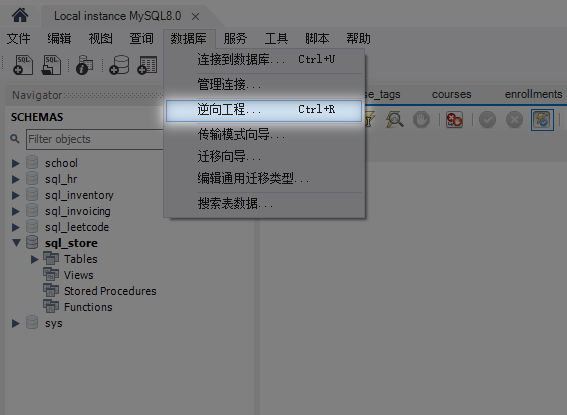 Local instance MySQL8.0
文件 编辑 视图 查询 数据库 服务 工具 脚本 帮助
SQL SQL
连接到数据库... Ctrl+U
管理连接...
逆向工程... Ctrl+R
传输模式向导...
迁移向导...
编辑通用迁移类型...
搜索表数据...
se_tags courses enrollments
Navigator
SCHEMAS
Filter objects
school
sql_hr
sql_inventory
sql_invoicing
sql_leetcode
sql_store
Tables
Views
Stored Procedures
Functions
sys